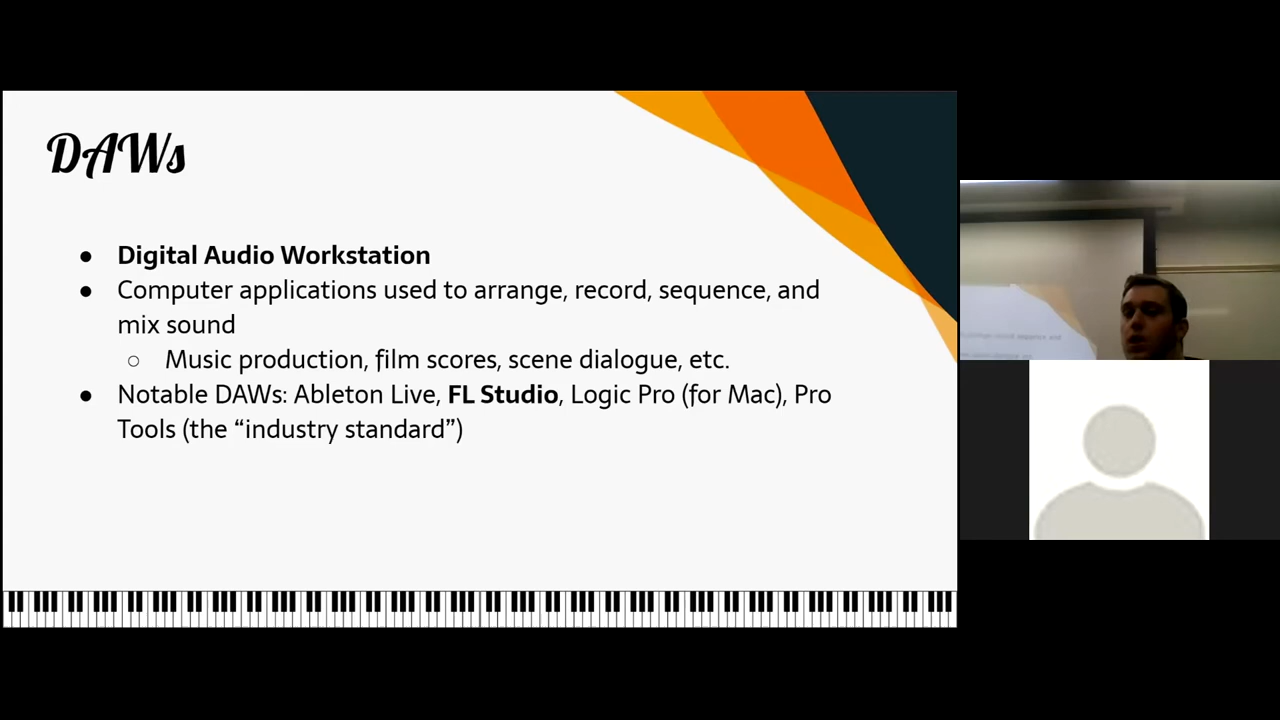 DAWs
● Digital Audio Workstation
● Computer applications used to arrange, record, sequence, and
mix sound
○ Music production, film scores, scene dialogue, etc.
● Notable DAWs: Ableton Live, FL Studio, Logic Pro (for Mac), Pro
Tools (the “industry standard”)